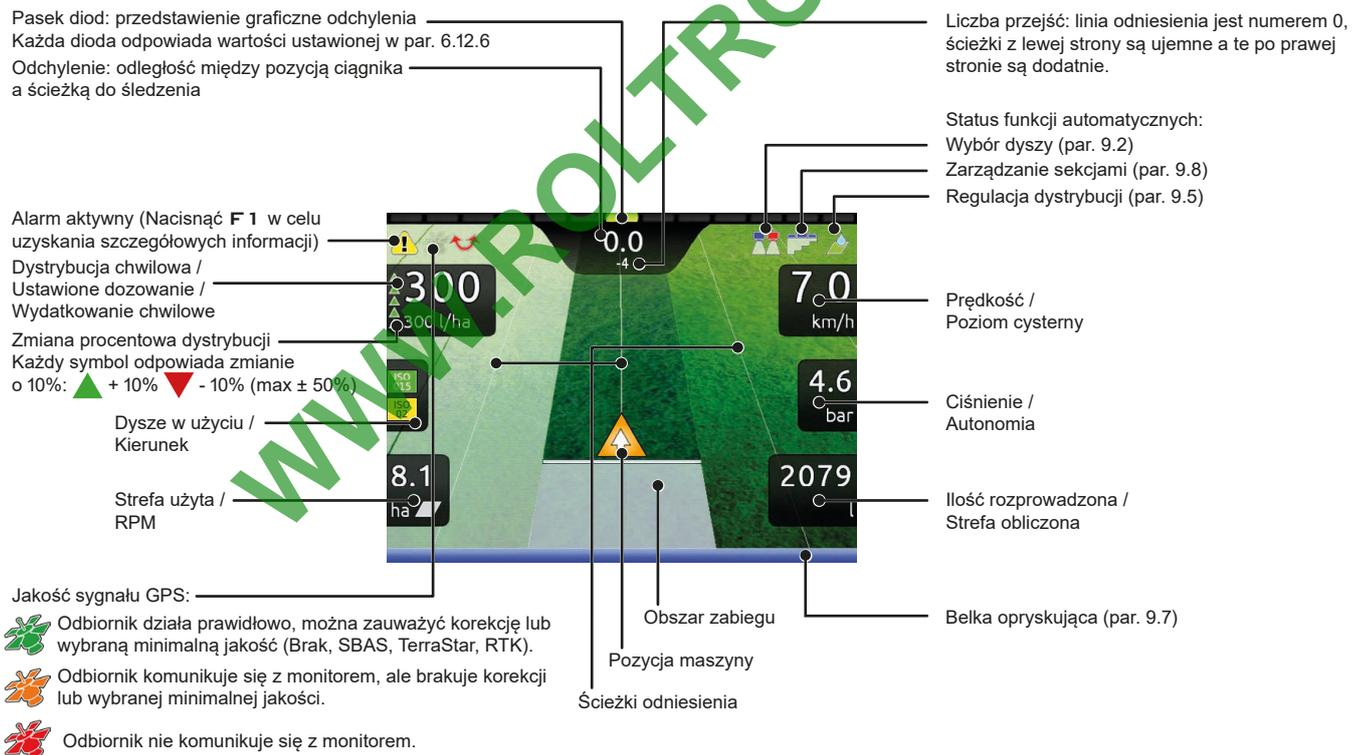 Pasek diod: przedstawienie graficzne odchylenia
Każda dioda odpowiada wartości ustawionej w par. 6.12.6
Odchylenie: odległość między pozycją ciągnika
a ścieżką do śledzenia
Liczba przejść: linia odniesienia jest numerem 0,
ścieżki z lewej strony są ujemne a te po prawej
stronie są dodatnie.
Status funkcji automatycznych:
Wybór dyszy (par. 9.2)
Zarządzanie sekcjami (par. 9.8)
Regulacja dystrybucji (par. 9.5)
Alarm aktywny (Nacisnąć F1 w celu
uzyskania szczegółowych informacji)
Dystrybucja chwilowa /
Ustawione dozowanie /
Wydatkowanie chwilowe
Zmiana procentowa dystrybucji
Każdy symbol odpowiada zmianie
o 10%: + 10% - 10% (max ± 50%)
Dysze w użyciu /
Kierunek
Strefa użyta /
RPM
0.0
-4
300
300 l/ha
ISO
015
ISO
02
8.1
ha
7.0
km/h
4.6
bar
2079
l
Prędkość /
Poziom cysterny
Ciśnienie /
Autonomia
Ilość rozprowadzona /
Strefa obliczona
Belka opryskująca (par. 9.7)
Obszar zabiegu
Pozycja maszyny
Ścieżki odniesienia
Jakość sygnału GPS:
Odbiornik działa prawidłowo, można zauważyć korekcję lub
wybraną minimalną jakość (Brak, SBAS, TerraStar, RTK).
Odbiornik komunikuje się z monitorem, ale brakuje korekcji
lub wybranej minimalnej jakości.
Odbiornik nie komunikuje się z monitorem.
WWW.ROLTRO